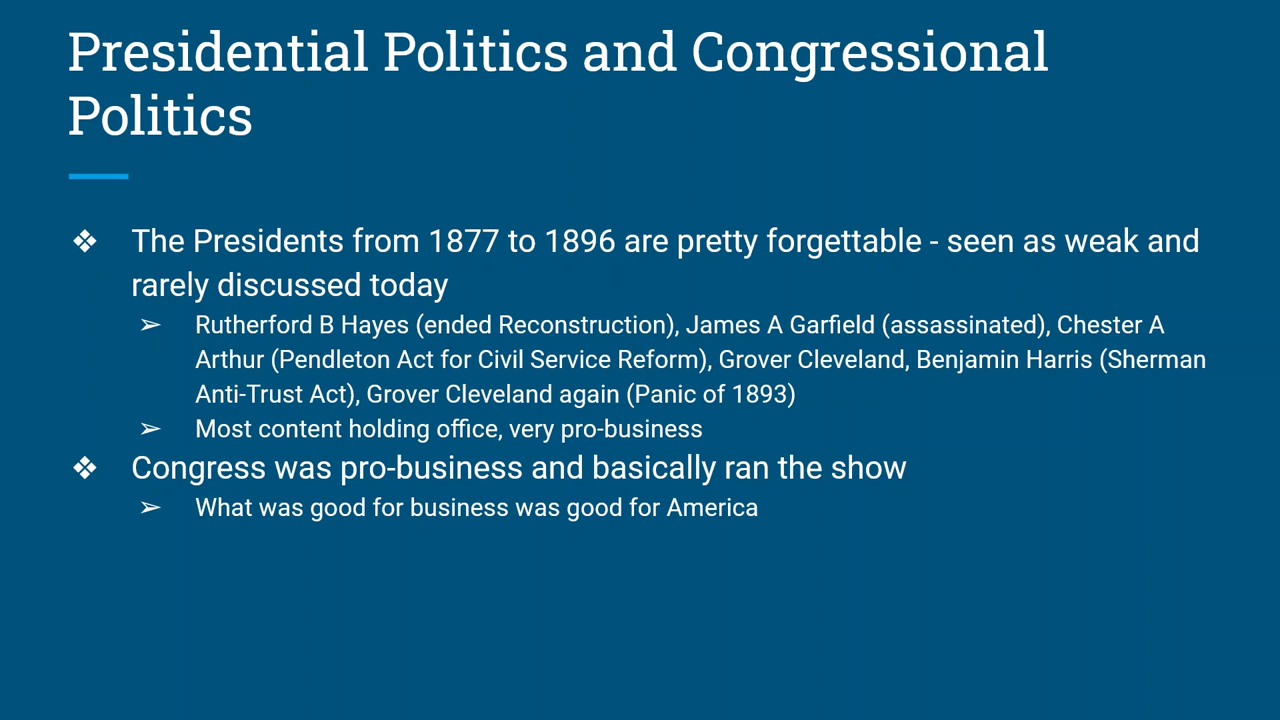 Presidential Politics and Congressional
Politics
❖ The Presidents from 1877 to 1896 are pretty forgettable - seen as weak and
rarely discussed today
➢ Rutherford B Hayes (ended Reconstruction), James A Garfield (assassinated), Chester A
Arthur (Pendleton Act for Civil Service Reform), Grover Cleveland, Benjamin Harris (Sherman
Anti-Trust Act), Grover Cleveland again (Panic of 1893)
➢ Most content holding office, very pro-business
❖ Congress was pro-business and basically ran the show
➢ What was good for business was good for America